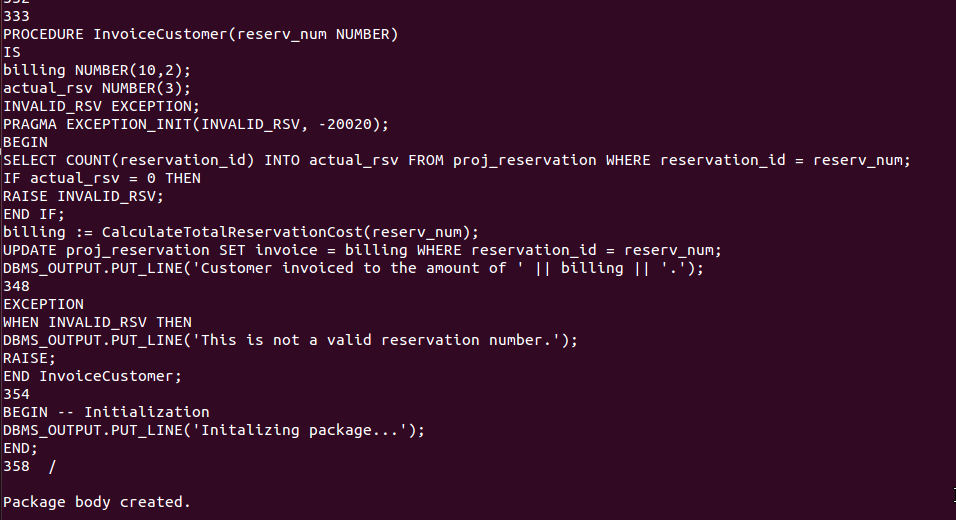 332
333
PROCEDURE InvoiceCustomer(reserv_num NUMBER)
IS
billing NUMBER(10,2);
actual_rsv NUMBER(3);
INVALID_RSV EXCEPTION;
PRAGMA EXCEPTION_INIT(INVALID_RSV, -20020);
BEGIN
SELECT COUNT(reservation_id) INTO actual_rsv FROM proj_reservation WHERE reservation_id = reserv_num;
IF actual_rsv = 0 THEN
RAISE INVALID_RSV;
END IF;
billing := CalculateTotalReservationCost(reserv_num);
UPDATE proj_reservation SET invoice = billing WHERE reservation_id = reserv_num;
DBMS_OUTPUT.PUT_LINE('Customer invoiced to the amount of ' || billing || '.');
348
EXCEPTION
WHEN INVALID_RSV THEN
DBMS_OUTPUT.PUT_LINE('This is not a valid reservation number.');
RAISE;
END InvoiceCustomer;
354
BEGIN -- Initialization
DBMS_OUTPUT.PUT_LINE('Initalizing package...');
END;
358  /
Package body created.